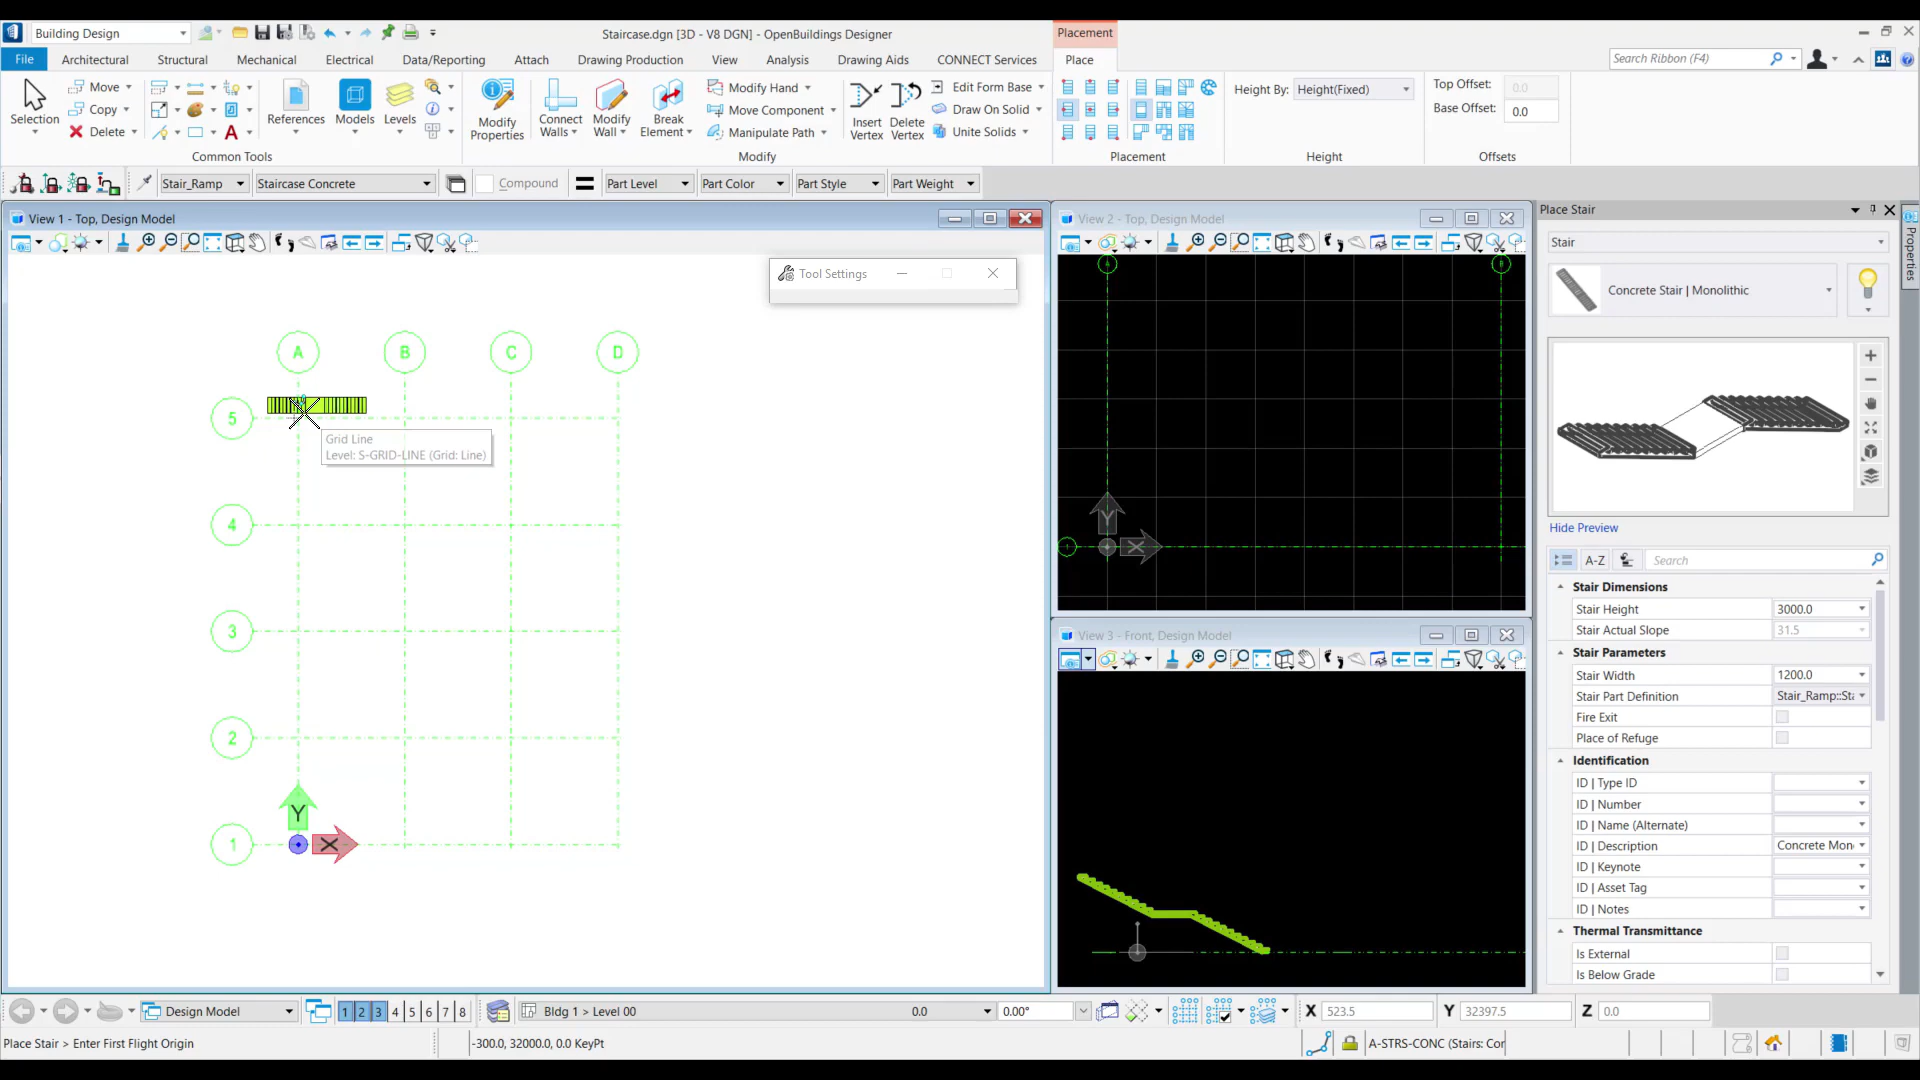 Building Design
Staircase.dgn [3D - V8 DGN] - OpenBuildings Designer
Placement
File
Architectural
Structural
Mechanical
Electrical
Data/Reporting
Attach
Drawing Production
View
Analysis
Drawing Aids
CONNECT Services
Place
Search Ribbon (F4)
Selection
Move
Copy
Delete
References
Models
Levels
Common Tools
Modify Properties
Connect Walls
Modify Wall
Break Element
Modify Hand
Move Component
Manipulate Path
Insert Vertex
Delete Vertex
Edit Form Base
Draw On Solid
Unite Solids
Modify
Placement
Height By:
Height(Fixed)
Height
Top Offset:
0.0
Base Offset:
0.0
Offsets
Stair_Ramp
Staircase Concrete
Compound
Part Level
Part Color
Part Style
Part Weight
View 1 - Top, Design Model
Tool Settings
A
B
C
D
5
4
3
2
1
Grid Line
Level: S-GRID-LINE (Grid: Line)
Y
X
View 2 - Top, Design Model
Y
X
View 3 - Front, Design Model
Place Stair
Stair
Concrete Stair | Monolithic
Properties
Hide Preview
A-Z
Search
Stair Dimensions
Stair Height 3000.0
Stair Actual Slope 31.5
Stair Parameters
Stair Width 1200.0
Stair Part Definition Stair_Ramp::Sta
Fire Exit
Place of Refuge
Identification
ID | Type ID
ID | Number
ID | Name (Alternate)
ID | Description Concrete Mon
ID | Keynote
ID | Asset Tag
ID | Notes
Thermal Transmittance
Is External
Is Below Grade
Design Model
1 2 3 4 5 6 7 8
Bldg 1 > Level 00
0.0
0.00°
X 523.5
Y 32397.5
Z 0.0
Place Stair > Enter First Flight Origin
-300.0, 32000.0, 0.0 KeyPt
A-STRS-CONC (Stairs: Cor